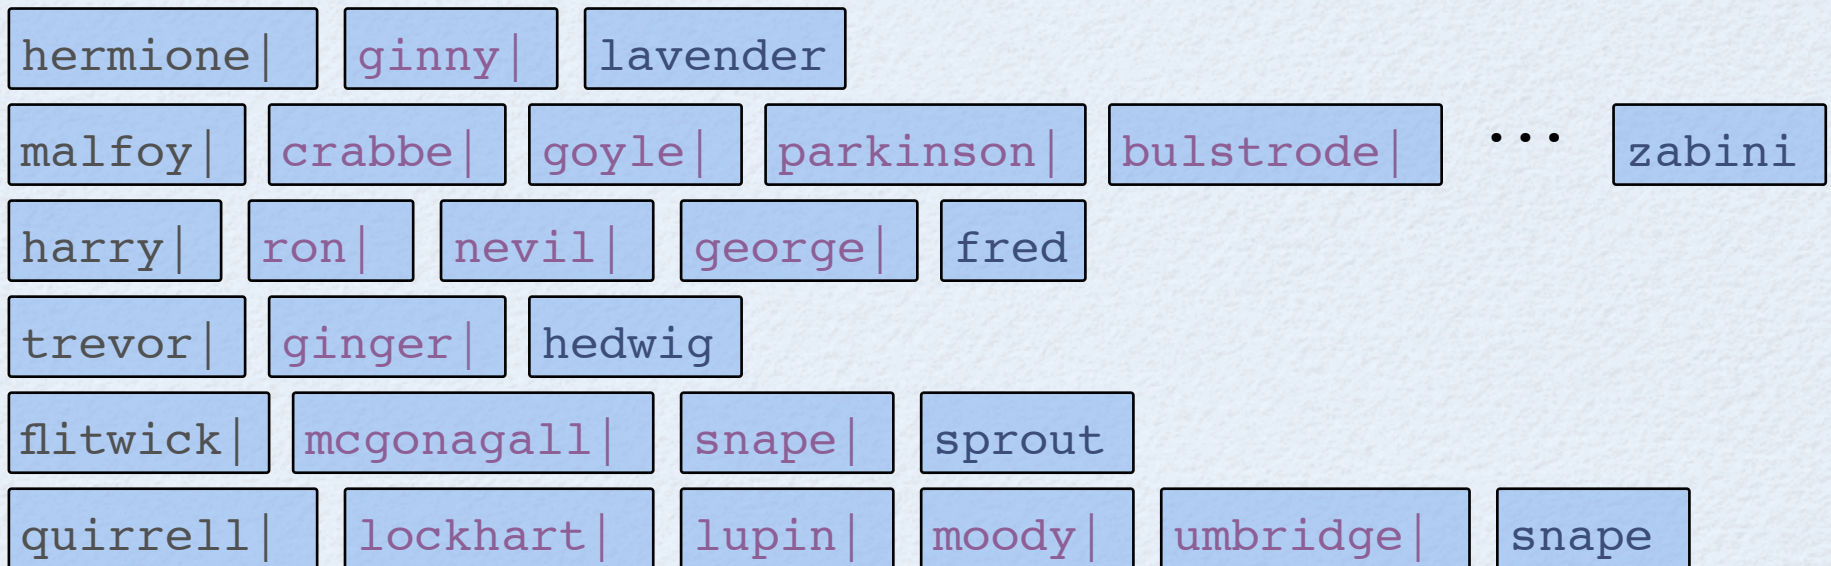 hermione| ginny| lavender
malfoy| crabbe| goyle| parkinson| bulstrode| ... zabini
harry| ron| nevil| george| fred
trevor| ginger| hedwig
flitwick| mcgonagall| snape| sprout
quirrell| lockhart| lupin| moody| umbridge| snape